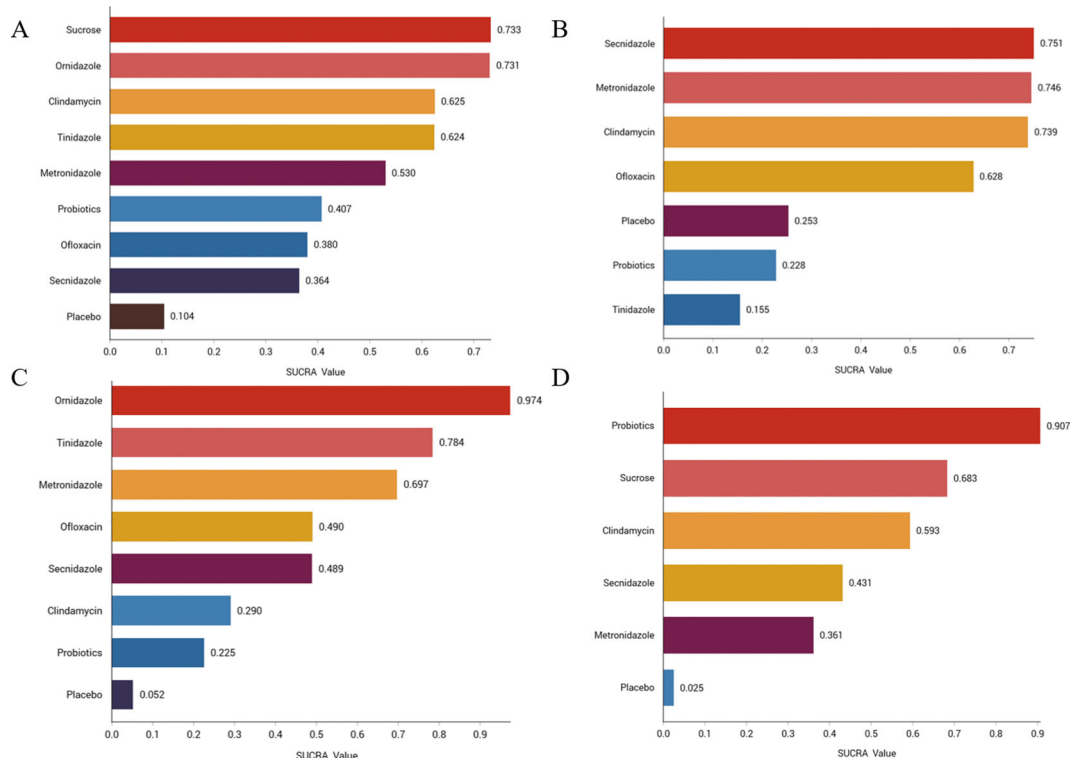 A
Sucrose 0.733
Ornidazole 0.731
Clindamycin 0.625
Tinidazole 0.624
Metronidazole 0.530
Probiotics 0.407
Ofloxacin 0.380
Secnidazole 0.364
Placebo 0.104
0.0 0.1 0.2 0.3 0.4 0.5 0.6 0.7
SUCRA Value
B
Secnidazole 0.751
Metronidazole 0.746
Clindamycin 0.739
Ofloxacin 0.628
Placebo 0.253
Probiotics 0.228
Tinidazole 0.155
0.0 0.1 0.2 0.3 0.4 0.5 0.6 0.7
SUCRA Value
C
Ornidazole 0.974
Tinidazole 0.784
Metronidazole 0.697
Ofloxacin 0.490
Secnidazole 0.489
Clindamycin 0.290
Probiotics 0.225
Placebo 0.052
0.0 0.1 0.2 0.3 0.4 0.5 0.6 0.7 0.8 0.9
SUCRA Value
D
Probiotics 0.907
Sucrose 0.683
Clindamycin 0.593
Secnidazole 0.431
Metronidazole 0.361
Placebo 0.025
0.0 0.1 0.2 0.3 0.4 0.5 0.6 0.7 0.8 0.9
SUCRA Value